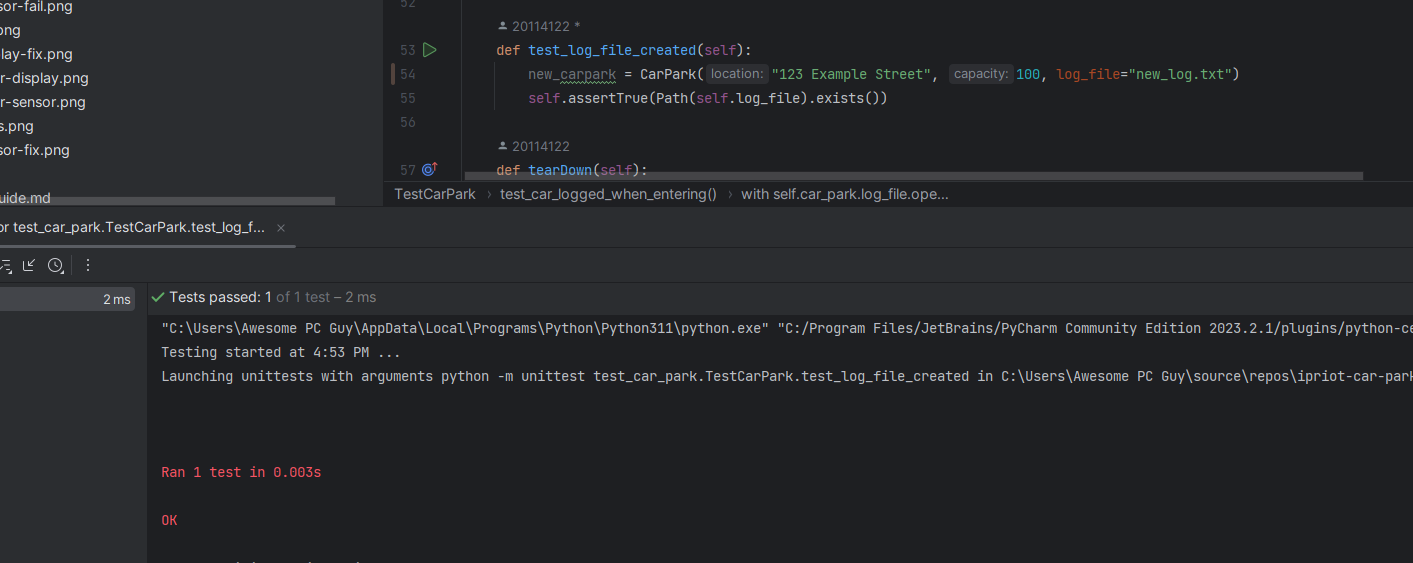 sor-fail.png
png
lay-fix.png
r-display.png
r-sensor.png
s.png
sor-fix.png
uide.md
52
20114122 *
53 def test_log_file_created(self):
54 new_carpark = CarPark(location: "123 Example Street", capacity: 100, log_file="new_log.txt")
55 self.assertTrue(Path(self.log_file).exists())
56
20114122
57 def tearDown(self):
TestCarPark › test_car_logged_when_entering() › with self.car_park.log_file.ope...
or test_car_park.TestCarPark.test_log_f... ×
2 ms
Tests passed: 1 of 1 test – 2 ms
"C:\Users\Awesome PC Guy\AppData\Local\Programs\Python\Python311\python.exe" "C:/Program Files/JetBrains/PyCharm Community Edition 2023.2.1/plugins/python-ce
Testing started at 4:53 PM ...
Launching unittests with arguments python -m unittest test_car_park.TestCarPark.test_log_file_created in C:\Users\Awesome PC Guy\source\repos\ipriot-car-park
Ran 1 test in 0.003s
OK